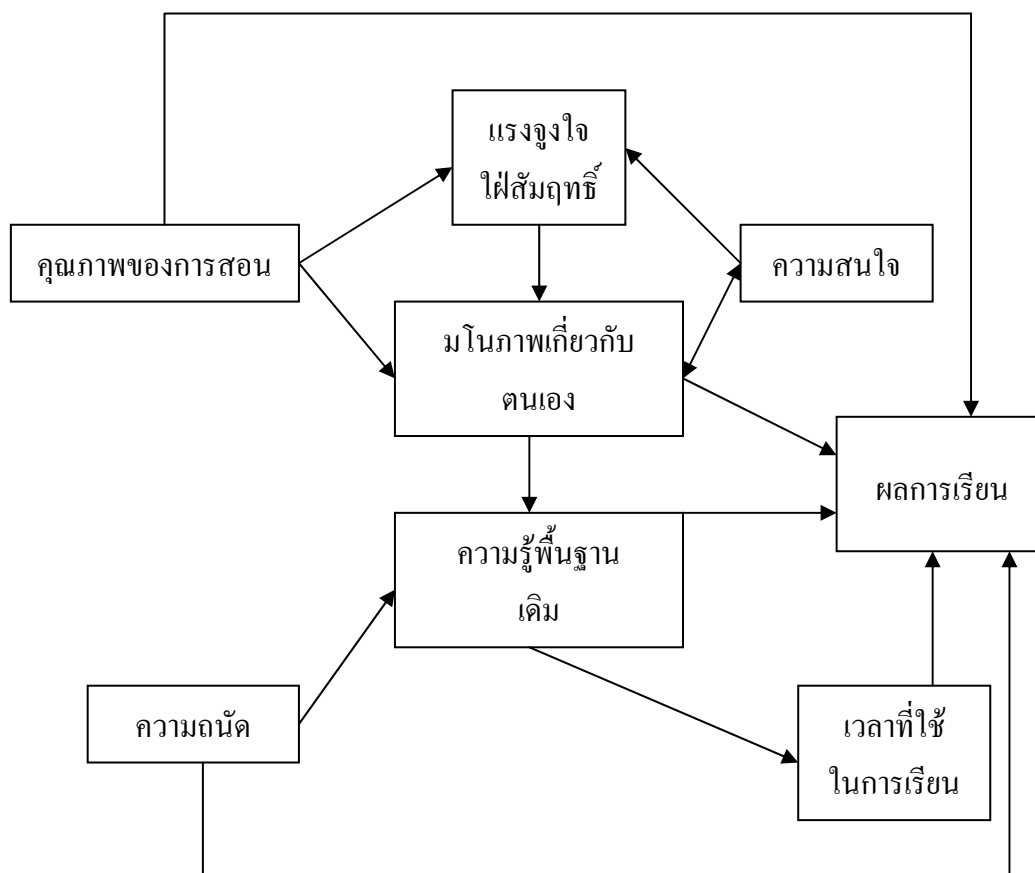 แรงจูงใจ
ใฝ่สัมฤทธิ์
คุณภาพของการสอน
ความสนใจ
มโนภาพเกี่ยวกับ
ตนเอง
ผลการเรียน
ความรู้พื้นฐาน
เดิม
ความถนัด
เวลาที่ใช้
ในการเรียน